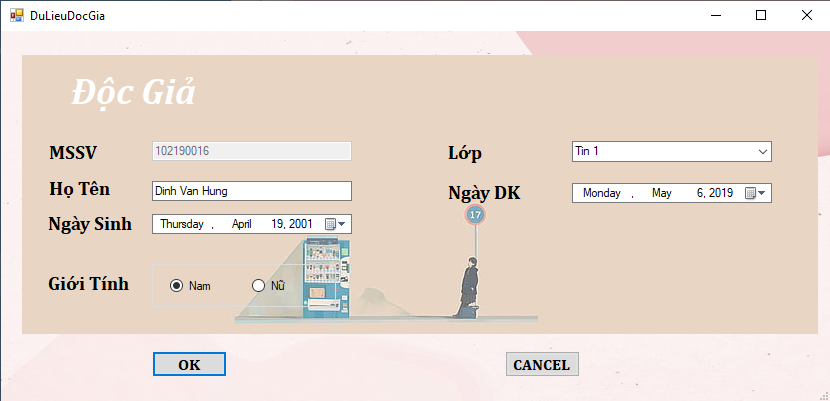 DuLieuDocGia
Độc Giả
MSSV 102190016 Lớp Tin 1
Họ Tên Dinh Van Hung Ngày DK Monday , May 6, 2019
Ngày Sinh Thursday , April 19, 2001
17
Giới Tính Nam Nữ
OK CANCEL